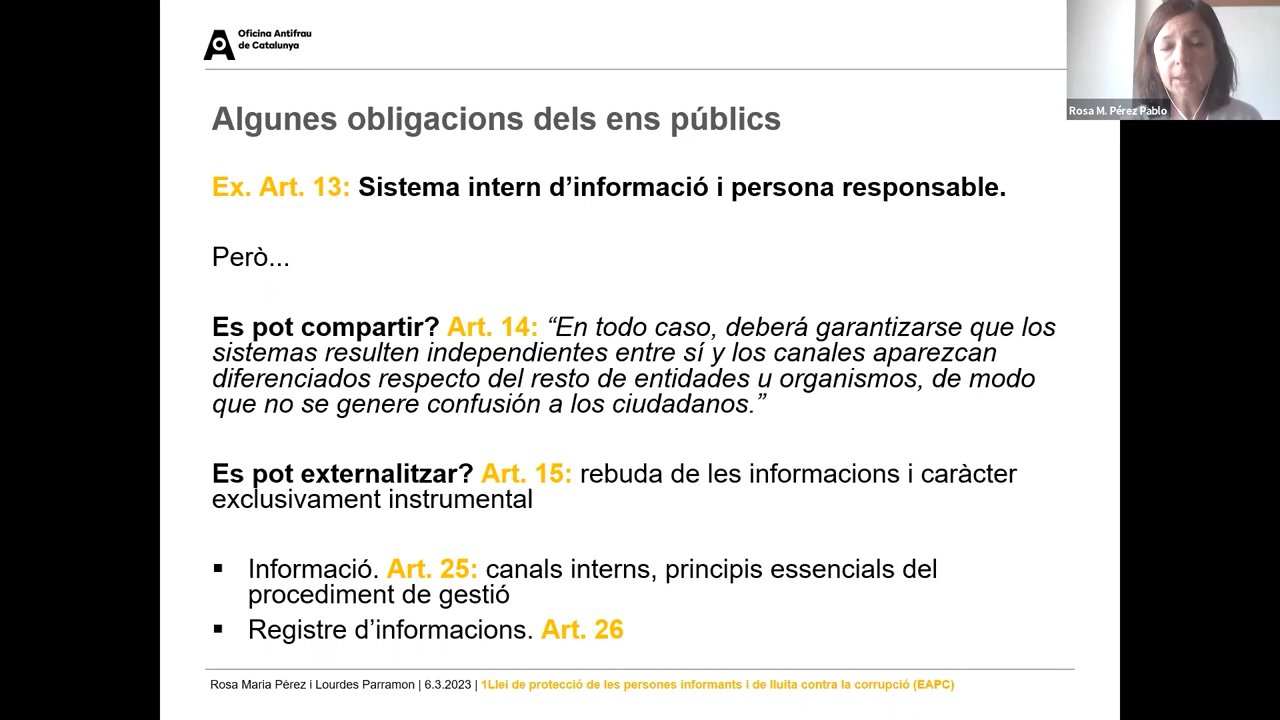 Oficina Antifrau
de Catalunya
Rosa M. Pérez Pablo
Algunes obligacions dels ens públics
Ex. Art. 13: Sistema intern d’informació i persona responsable.
Però...
Es pot compartir? Art. 14: “En todo caso, deberá garantizarse que los
sistemas resulten independientes entre sí y los canales aparezcan
diferenciados respecto del resto de entidades u organismos, de modo
que no se genere confusión a los ciudadanos.”
Es pot externalitzar? Art. 15: rebuda de les informacions i caràcter
exclusivament instrumental
▪ Informació. Art. 25: canals interns, principis essencials del
procediment de gestió
▪ Registre d’informacions. Art. 26
Rosa Maria Pérez i Lourdes Parramon | 6.3.2023 | 1Llei de protecció de les persones informants i de lluita contra la corrupció (EAPC)